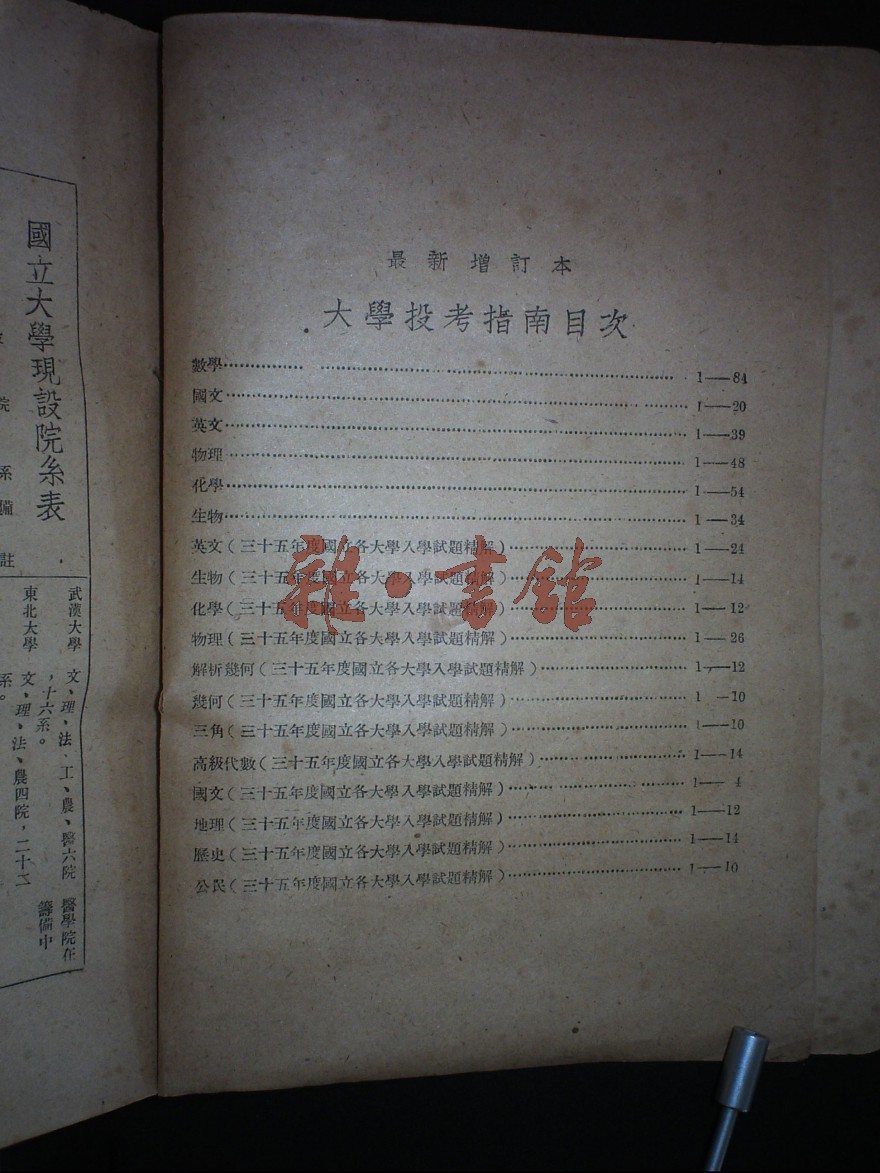 最新增訂本
大學投考指南目次
數學 1——84
國文 1——20
英文 1——39
物理 1——48
化學 1——54
生物 1——34
英文(三十五年度國立各大學入學試題精解) 1——24
生物(三十五年度國立各大學入學試題精解) 1——14
化學(三十五年度國立各大學入學試題精解) 1——12
物理(三十五年度國立各大學入學試題精解) 1——26
解析幾何(三十五年度國立各大學入學試題精解) 1——12
幾何(三十五年度國立各大學入學試題精解) 1——10
三角(三十五年度國立各大學入學試題精解) 1——10
高級代數(三十五年度國立各大學入學試題精解) 1——14
國文(三十五年度國立各大學入學試題精解) 1——4
地理(三十五年度國立各大學入學試題精解) 1——12
歷史(三十五年度國立各大學入學試題精解) 1——14
公民(三十五年度國立各大學入學試題精解) 1——10
雜·書館
國立大學現設院系表
院
系
備註
武漢大學
文、理、法、工、農、醫六院
,十六系。
醫學院在
籌備中
東北大學
文、理、法、農四院,二十二
系。